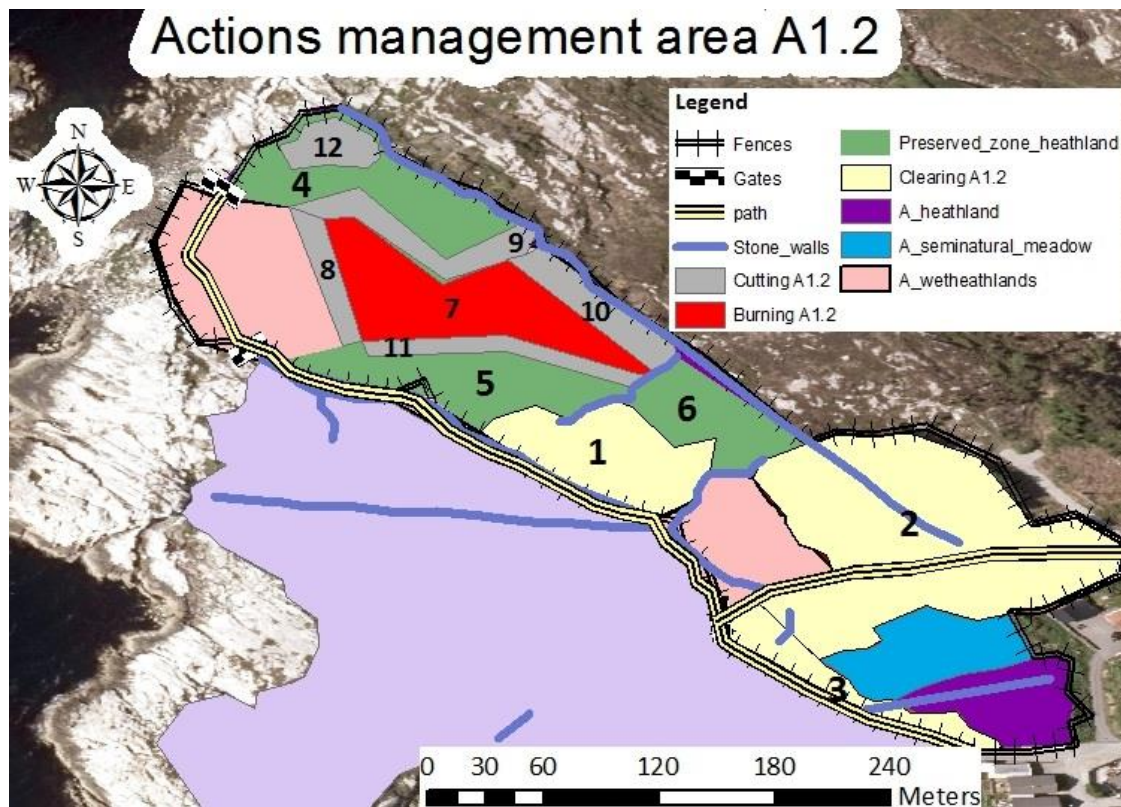 Actions management area A1.2
N
W E
S
Legend
Fences
Gates
path
Stone_walls
Cutting A1.2
Burning A1.2
Preserved_zone_heathland
Clearing A1.2
A_heathland
A_seminatural_meadow
A_wetheathlands
12
4
9
8
10
7
11
5
6
1
2
3
0 30 60 120 180 240
Meters